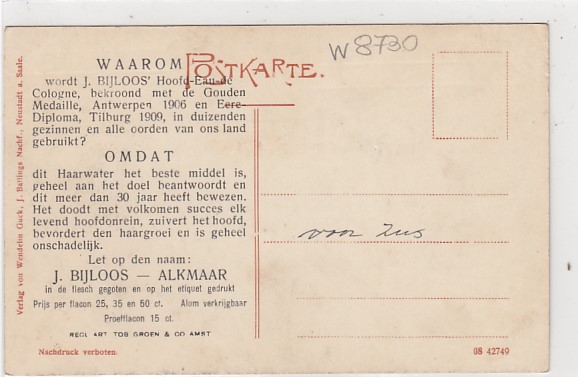 W 8730
POSTKARTE.
WAAROM
wordt J. BIJLOOS' Hoofd-Eau-de
Cologne, bekroond met de Gouden
Medaille, Antwerpen 1906 en Eere-
Diploma, Tilburg 1909, in duizenden
gezinnen en alle oorden van ons land
gebruikt?
OMDAT
dit Haarwater het beste middel is,
geheel aan het doel beantwoordt en
dit meer dan 30 jaar heeft bewezen.
Het doodt met volkomen succes elk
levend hoofdonrein, zuivert het hoofd,
bevordert den haargroei en is geheel
onschadelijk.
Let op den naam:
J. BIJLOOS — ALKMAAR
in de flesch gegoten en op het etiquet gedrukt
Prijs per flacon 25, 35 en 50 ct. Alom verkrijgbaar
Proefflacon 15 ct.
RECL ART. TOB GROEN & CO AMST
voor Zus
Verlag von Wendelin Guck, J. Ballings Nachf., Neustadt a. Saale.
Nachdruck verboten.
08 42749